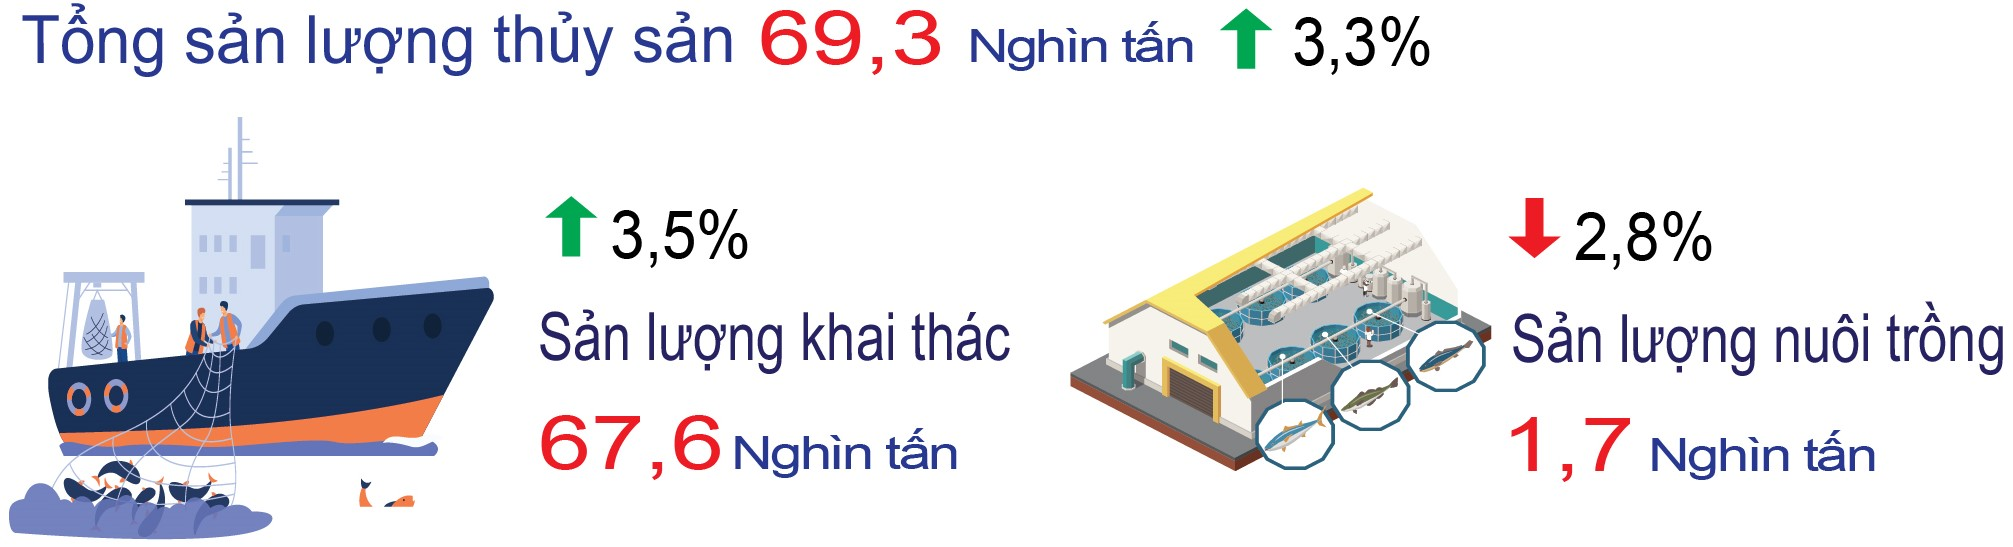 Tổng sản lượng thủy sản 69,3 Nghìn tấn 3,3%
3,5%
Sản lượng khai thác
67,6 Nghìn tấn
2,8%
Sản lượng nuôi trồng
1,7 Nghìn tấn